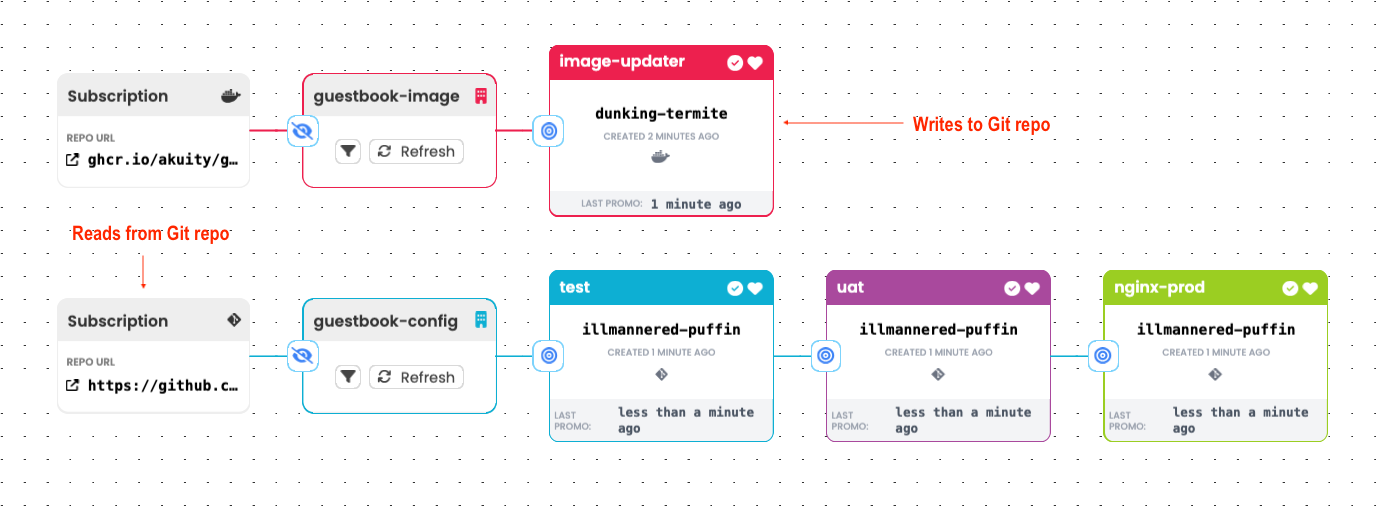 image-updater
Subscription
guestbook-image
dunking-termite
Writes to Git repo
CREATED 2 MINUTES AGO
REPO URL
ghcr.io/akuity/g…
Refresh
LAST PROMO: 1 minute ago
Reads from Git repo
test
uat
nginx-prod
Subscription
guestbook-config
illmannered-puffin
illmannered-puffin
illmannered-puffin
CREATED 1 MINUTE AGO
CREATED 1 MINUTE AGO
CREATED 1 MINUTE AGO
REPO URL
https://github.c…
Refresh
LAST PROMO:
less than a minute ago
LAST PROMO:
less than a minute ago
LAST PROMO:
less than a minute ago